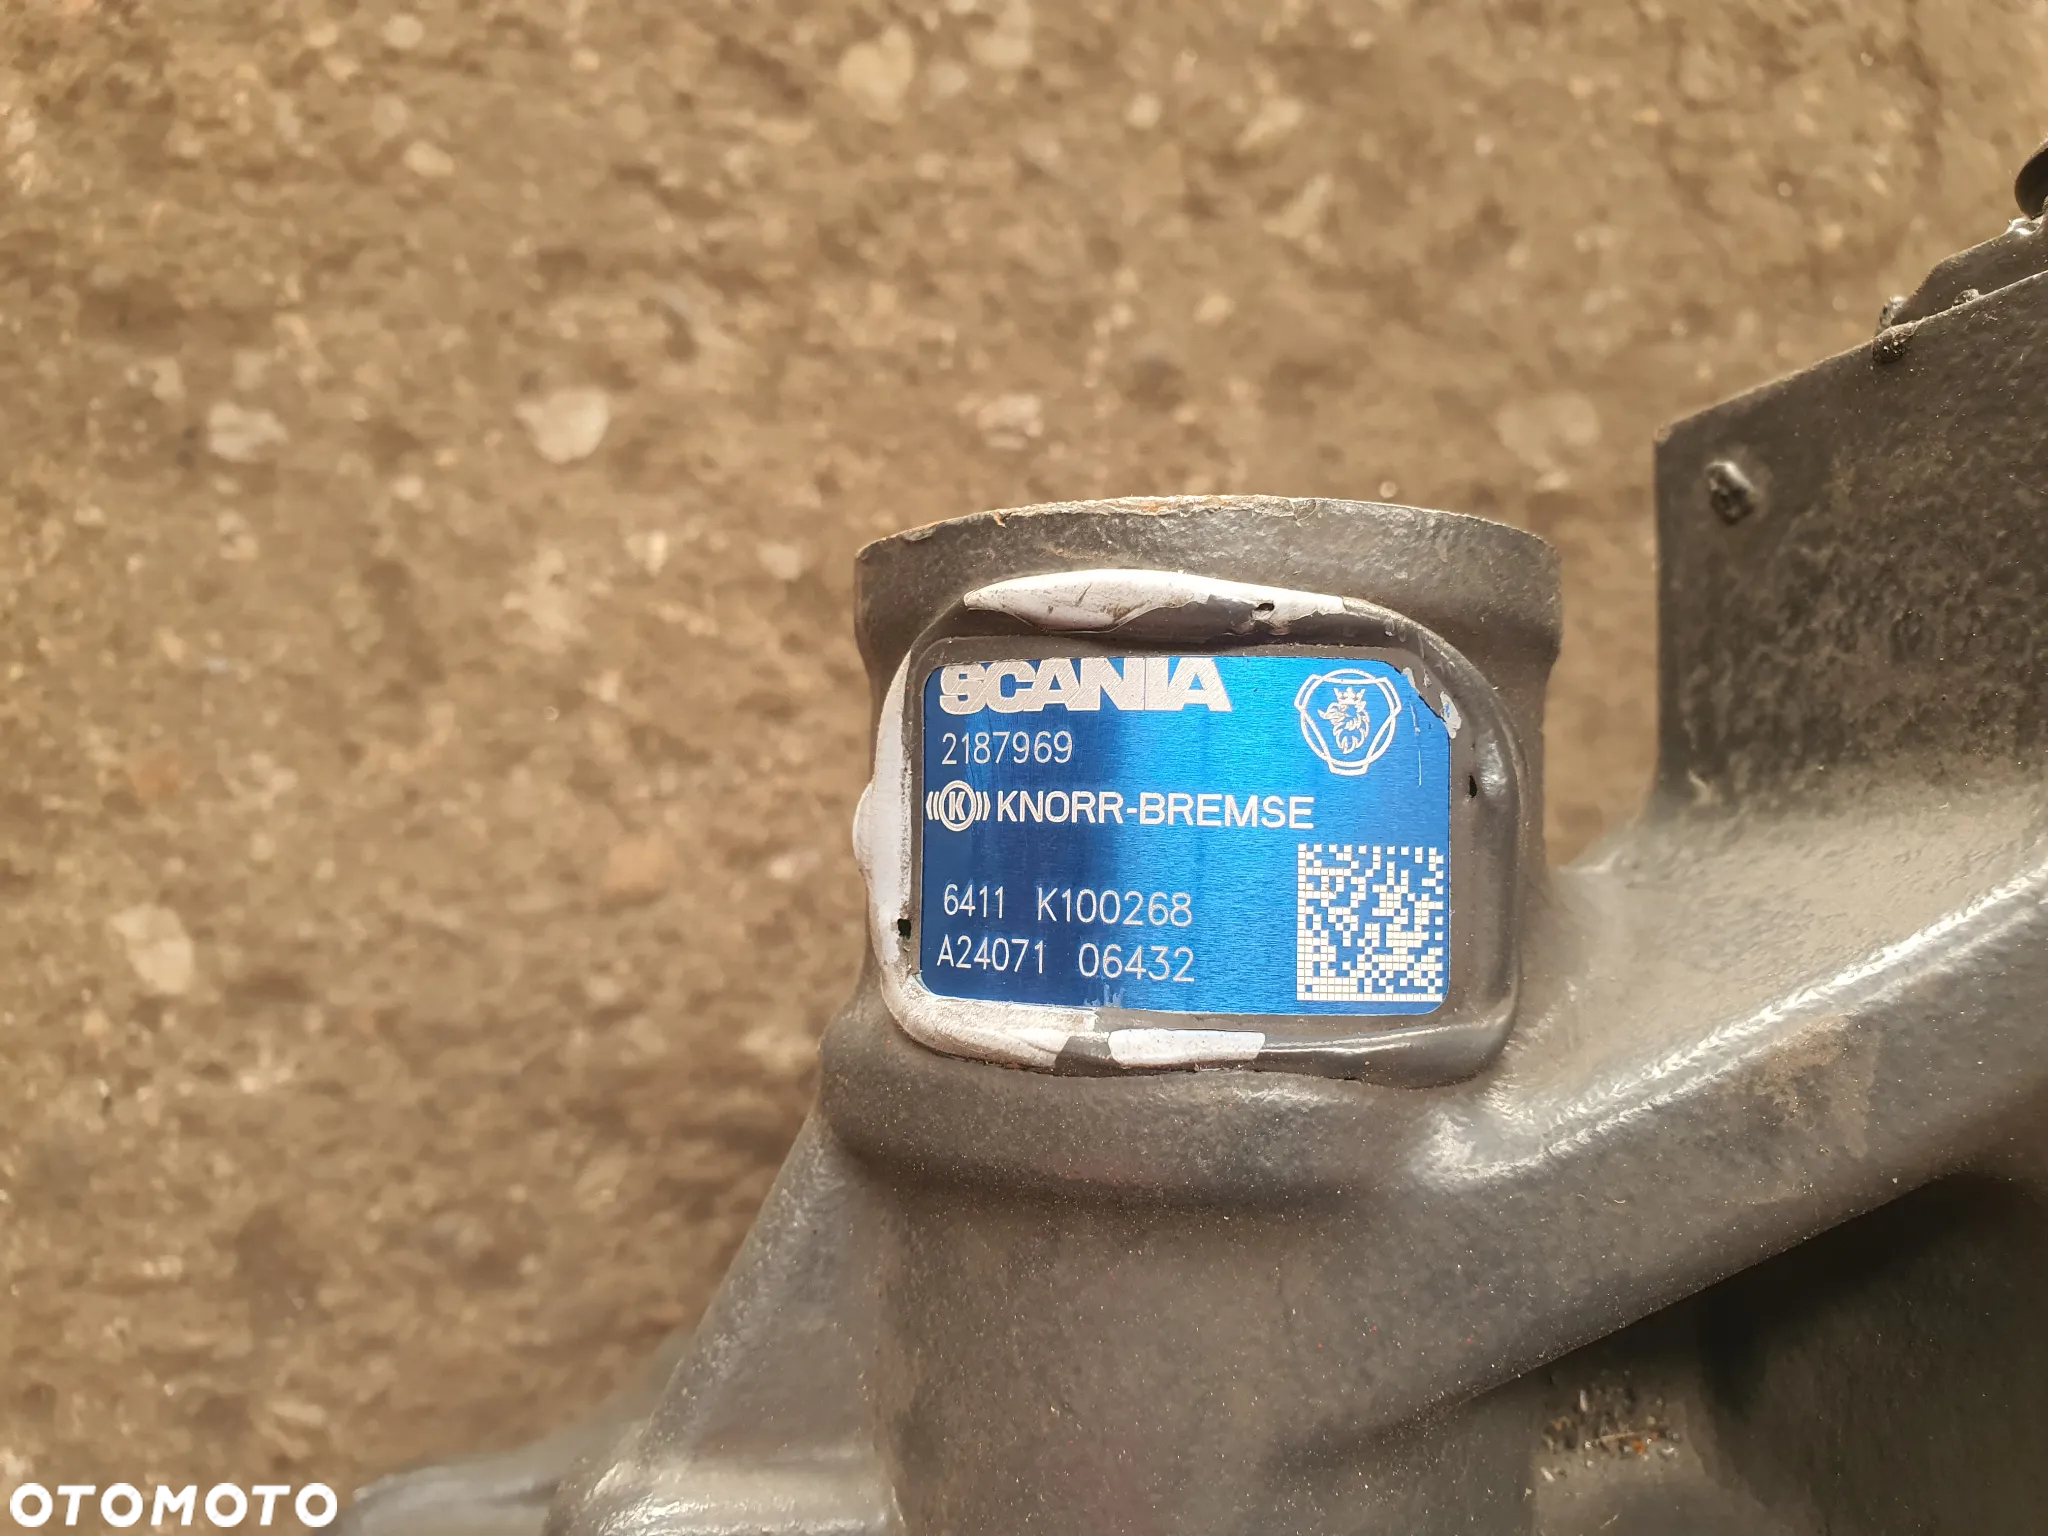 SCANIA
2187969
K KNORR-BREMSE
6411 K100268
A24071 06432
OTOMOTO